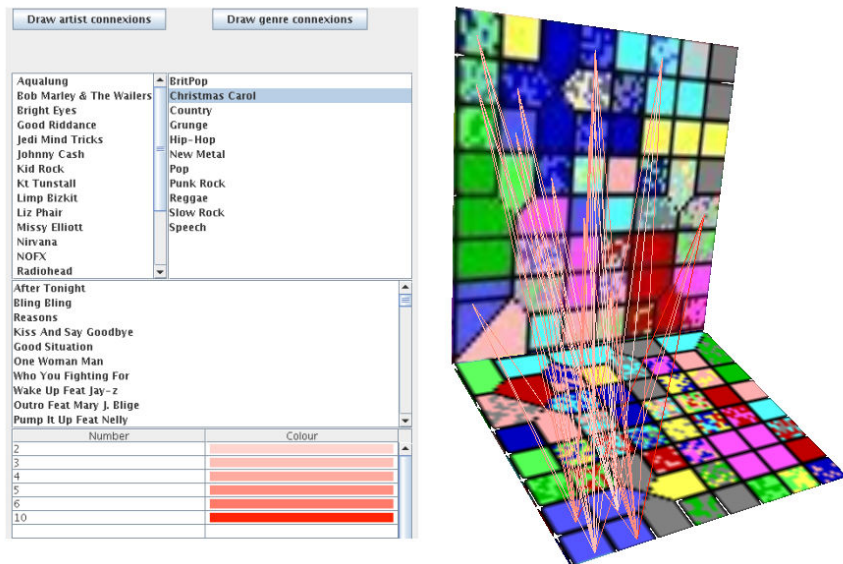 Draw artist connexions
Draw genre connexions
Aqualung
Bob Marley & The Wailers
Bright Eyes
Good Riddance
Jedi Mind Tricks
Johnny Cash
Kid Rock
Kt Tunstall
Limp Bizkit
Liz Phair
Missy Elliott
Nirvana
NOFX
Radiohead
BritPop
Christmas Carol
Country
Grunge
Hip-Hop
New Metal
Pop
Punk Rock
Reggae
Slow Rock
Speech
After Tonight
Bling Bling
Reasons
Kiss And Say Goodbye
Good Situation
One Woman Man
Who You Fighting For
Wake Up Feat Jay-z
Outro Feat Mary J. Blige
Pump It Up Feat Nelly
Number Colour
2
3
4
5
6
10